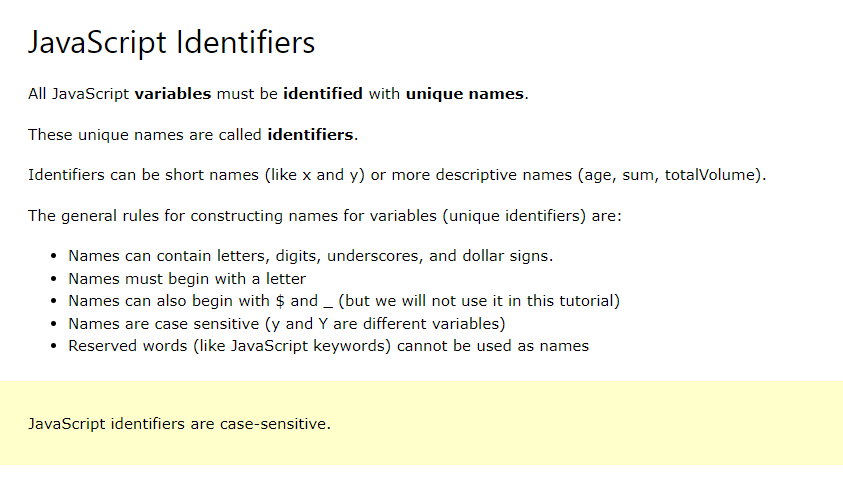 JavaScript Identifiers
All JavaScript variables must be identified with unique names.
These unique names are called identifiers.
Identifiers can be short names (like x and y) or more descriptive names (age, sum, totalVolume).
The general rules for constructing names for variables (unique identifiers) are:
• Names can contain letters, digits, underscores, and dollar signs.
• Names must begin with a letter
• Names can also begin with $ and _ (but we will not use it in this tutorial)
• Names are case sensitive (y and Y are different variables)
• Reserved words (like JavaScript keywords) cannot be used as names
JavaScript identifiers are case-sensitive.